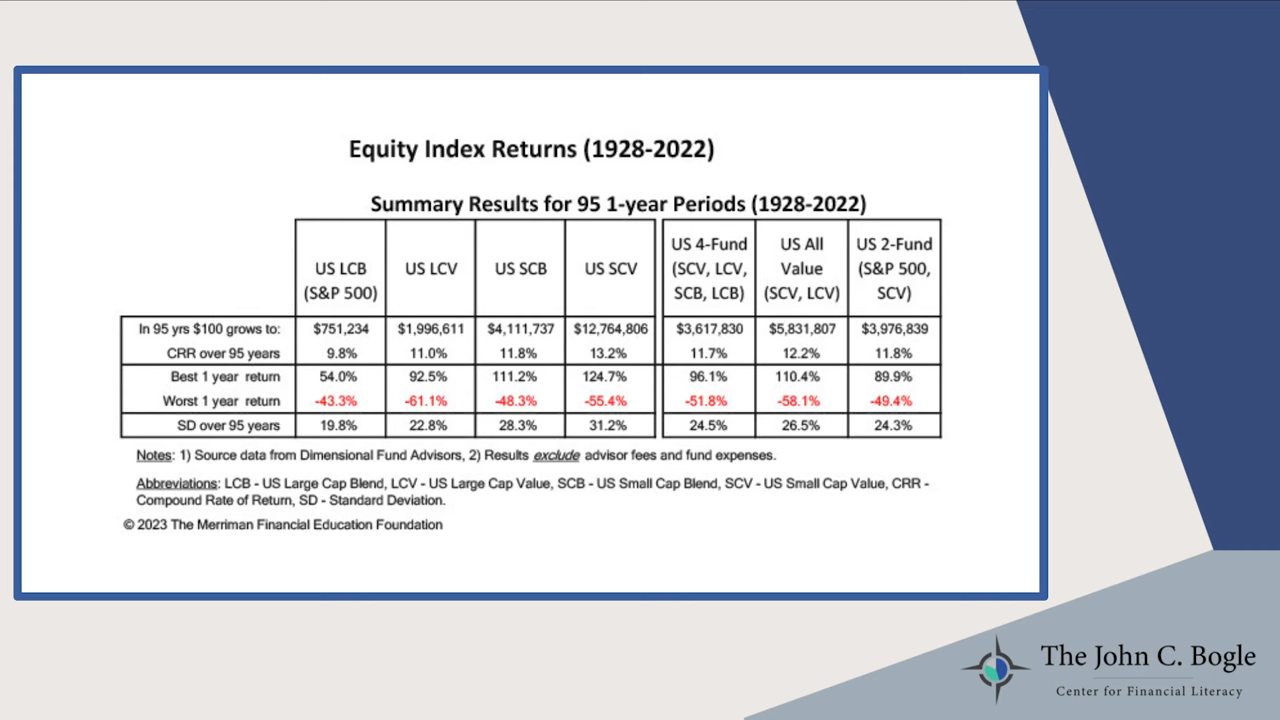 Equity Index Returns (1928-2022)
Summary Results for 95 1-year Periods (1928-2022)
US LCB (S&P 500) US LCV US SCB US SCV US 4-Fund (SCV, LCV, SCB, LCB) US All Value (SCV, LCV) US 2-Fund (S&P 500, SCV)
In 95 yrs $100 grows to: $751,234 $1,996,611 $4,111,737 $12,764,806 $3,617,830 $5,831,807 $3,976,839
CRR over 95 years 9.8% 11.0% 11.8% 13.2% 11.7% 12.2% 11.8%
Best 1 year return 54.0% 92.5% 111.2% 124.7% 96.1% 110.4% 89.9%
Worst 1 year return -43.3% -61.1% -48.3% -55.4% -51.8% -58.1% -49.4%
SD over 95 years 19.8% 22.8% 28.3% 31.2% 24.5% 26.5% 24.3%
Notes: 1) Source data from Dimensional Fund Advisors, 2) Results exclude advisor fees and fund expenses.
Abbreviations: LCB - US Large Cap Blend, LCV - US Large Cap Value, SCB - US Small Cap Blend, SCV - US Small Cap Value, CRR -
Compound Rate of Return, SD - Standard Deviation.
© 2023 The Merriman Financial Education Foundation
The John C. Bogle
Center for Financial Literacy